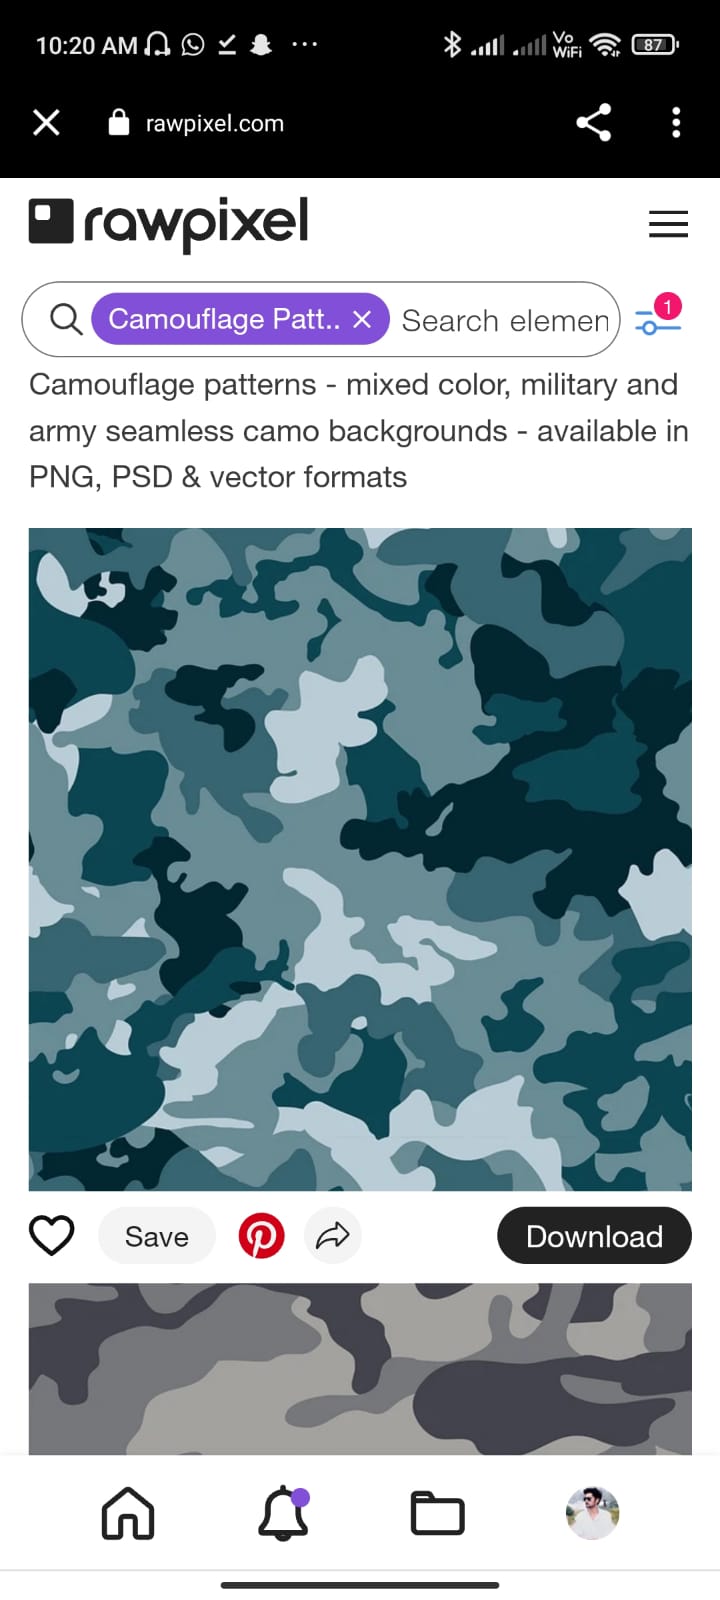 10:20 AM
Vo WiFi
87
rawpixel.com
rawpixel
Camouflage Patt..
Search elemen
1
Camouflage patterns - mixed color, military and
army seamless camo backgrounds - available in
PNG, PSD & vector formats
Save
Download